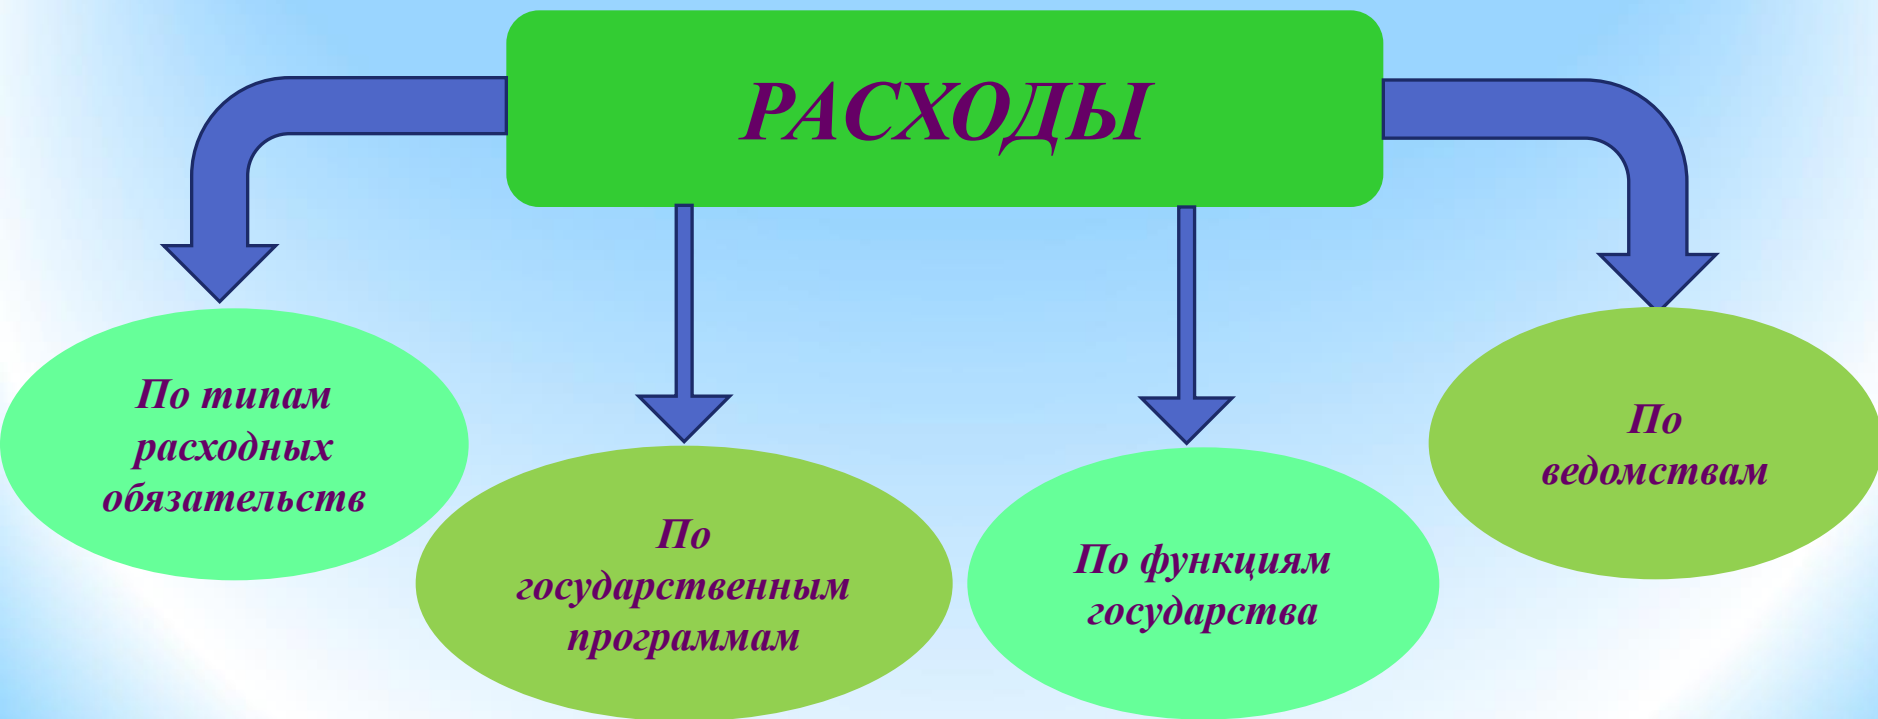 РАСХОДЫ
По типам
расходных
обязательств
По
государственным
программам
По функциям
государства
По
ведомствам